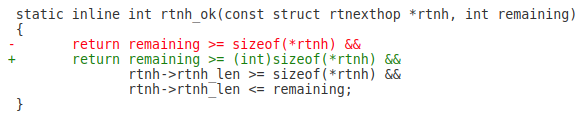 static inline int rtnh_ok(const struct rtnexthop *rtnh, int remaining)
{
-       return remaining >= sizeof(*rtnh) &&
+       return remaining >= (int)sizeof(*rtnh) &&
               rtnh->rtnh_len >= sizeof(*rtnh) &&
               rtnh->rtnh_len <= remaining;
}